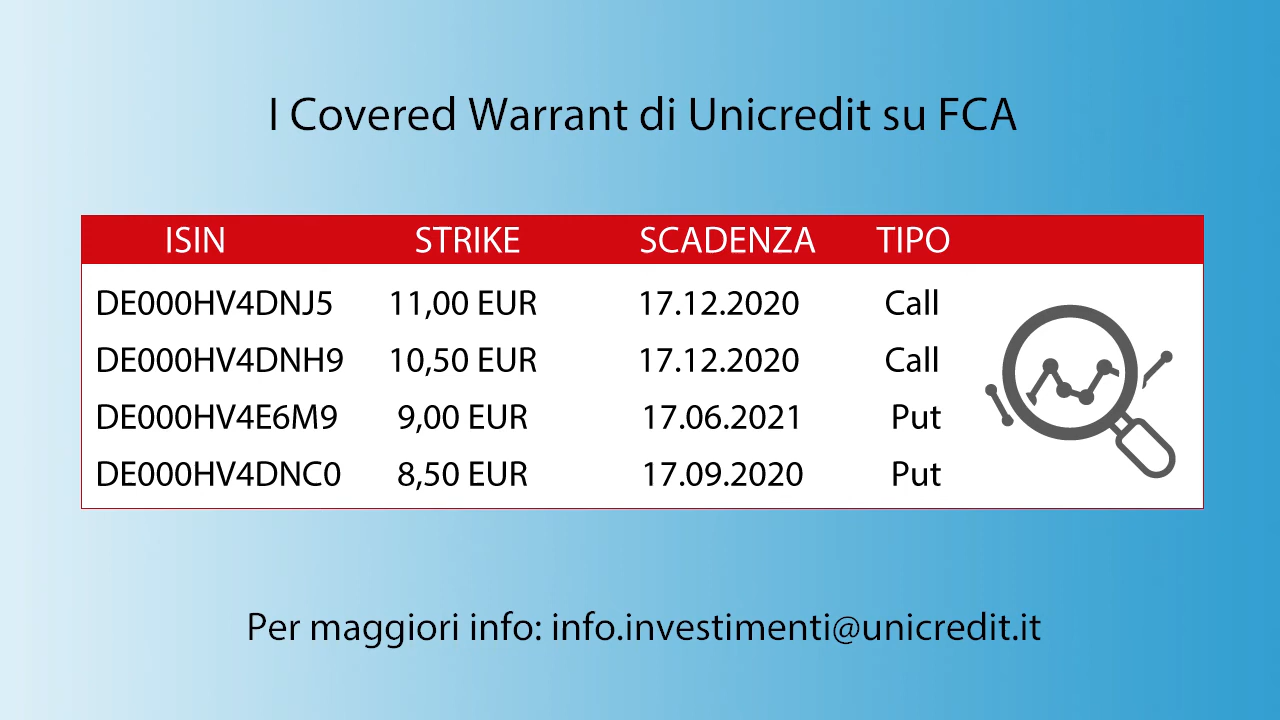 I Covered Warrant di Unicredit su FCA
ISIN STRIKE SCADENZA TIPO
DE000HV4DNJ5 11,00 EUR 17.12.2020 Call
DE000HV4DNH9 10,50 EUR 17.12.2020 Call
DE000HV4E6M9 9,00 EUR 17.06.2021 Put
DE000HV4DNC0 8,50 EUR 17.09.2020 Put
Per maggiori info: info.investimenti@unicredit.it